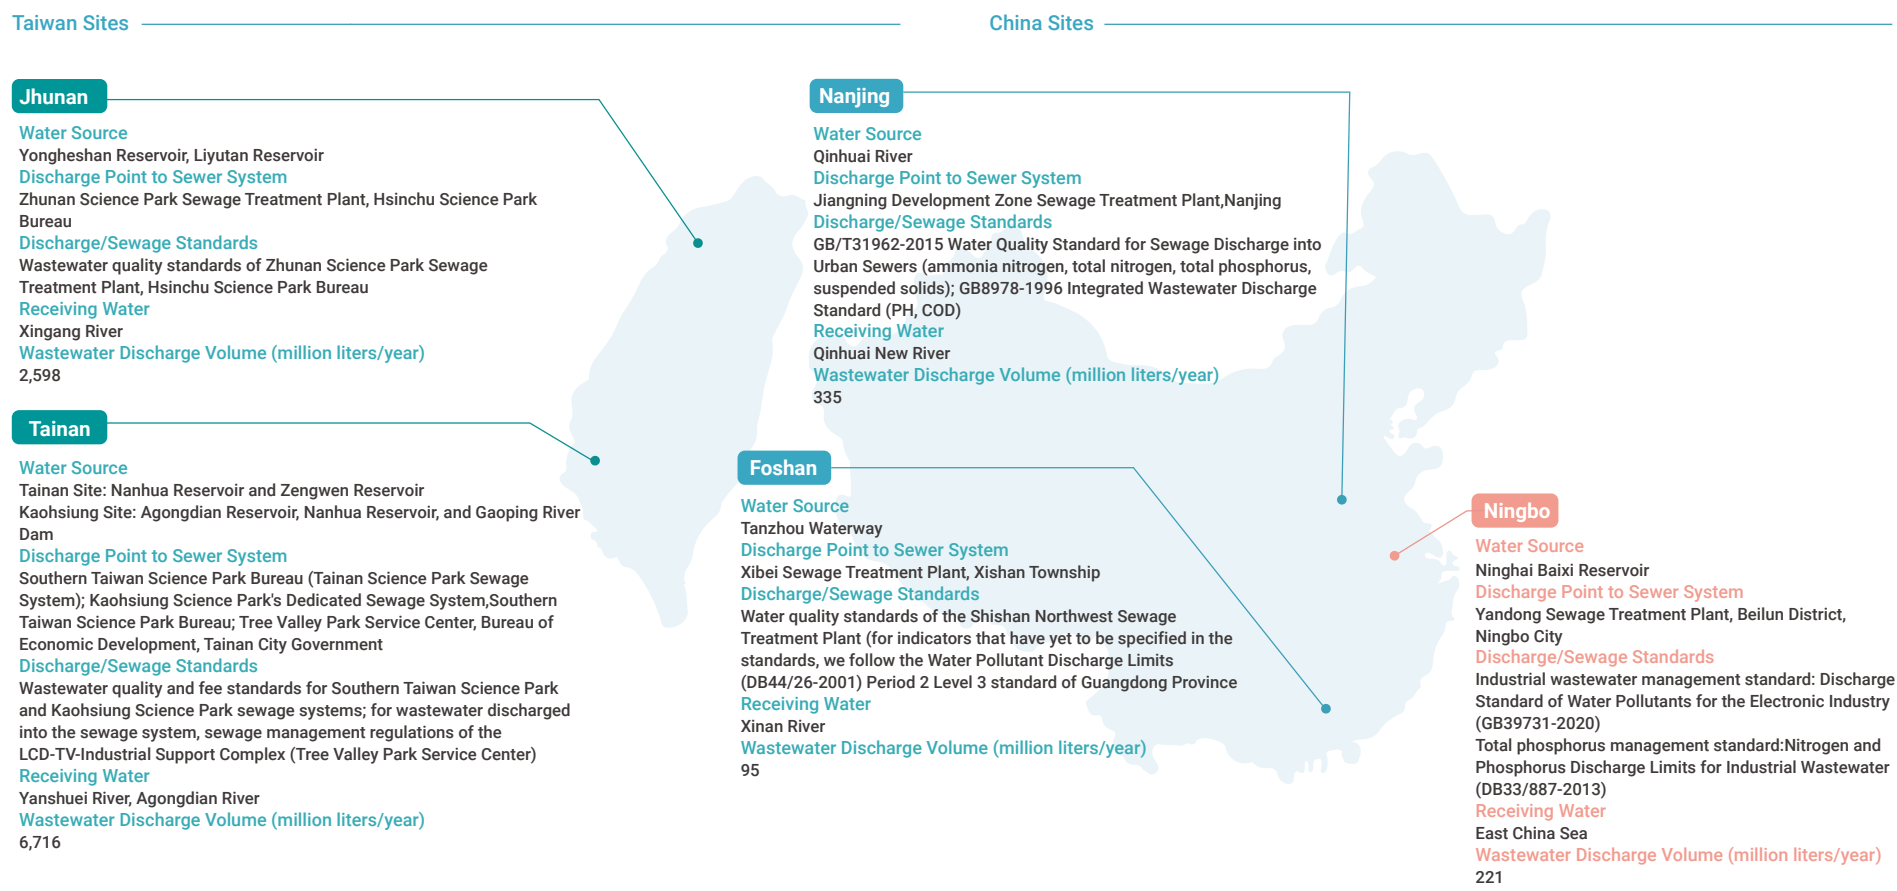 Taiwan Sites
Jhunan
Water Source
Yongheshan Reservoir, Liyutan Reservoir
Discharge Point to Sewer System
Zhunan Science Park Sewage Treatment Plant, Hsinchu Science Park
Bureau
Discharge/Sewage Standards
Wastewater quality standards of Zhunan Science Park Sewage
Treatment Plant, Hsinchu Science Park Bureau
Receiving Water
Xingang River
Wastewater Discharge Volume (million liters/year)
2,598
Tainan
Water Source
Tainan Site: Nanhua Reservoir and Zengwen Reservoir
Kaohsiung Site: Agongdian Reservoir, Nanhua Reservoir, and Gaoping River
Dam
Discharge Point to Sewer System
Southern Taiwan Science Park Bureau (Tainan Science Park Sewage
System); Kaohsiung Science Park's Dedicated Sewage System,Southern
Taiwan Science Park Bureau; Tree Valley Park Service Center, Bureau of
Economic Development, Tainan City Government
Discharge/Sewage Standards
Wastewater quality and fee standards for Southern Taiwan Science Park
and Kaohsiung Science Park sewage systems; for wastewater discharged
into the sewage system, sewage management regulations of the
LCD-TV-Industrial Support Complex (Tree Valley Park Service Center)
Receiving Water
Yanshuei River, Agongdian River
Wastewater Discharge Volume (million liters/year)
6,716
China Sites
Nanjing
Water Source
Qinhuai River
Discharge Point to Sewer System
Jiangning Development Zone Sewage Treatment Plant,Nanjing
Discharge/Sewage Standards
GB/T31962-2015 Water Quality Standard for Sewage Discharge into
Urban Sewers (ammonia nitrogen, total nitrogen, total phosphorus,
suspended solids); GB8978-1996 Integrated Wastewater Discharge
Standard (PH, COD)
Receiving Water
Qinhuai New River
Wastewater Discharge Volume (million liters/year)
335
Foshan
Water Source
Tanzhou Waterway
Discharge Point to Sewer System
Xibei Sewage Treatment Plant, Xishan Township
Discharge/Sewage Standards
Water quality standards of the Shishan Northwest Sewage
Treatment Plant (for indicators that have yet to be specified in the
standards, we follow the Water Pollutant Discharge Limits
(DB44/26-2001) Period 2 Level 3 standard of Guangdong Province
Receiving Water
Xinan River
Wastewater Discharge Volume (million liters/year)
95
Ningbo
Water Source
Ninghai Baixi Reservoir
Discharge Point to Sewer System
Yandong Sewage Treatment Plant, Beilun District,
Ningbo City
Discharge/Sewage Standards
Industrial wastewater management standard: Discharge
Standard of Water Pollutants for the Electronic Industry
(GB39731-2020)
Total phosphorus management standard:Nitrogen and
Phosphorus Discharge Limits for Industrial Wastewater
(DB33/887-2013)
Receiving Water
East China Sea
Wastewater Discharge Volume (million liters/year)
221